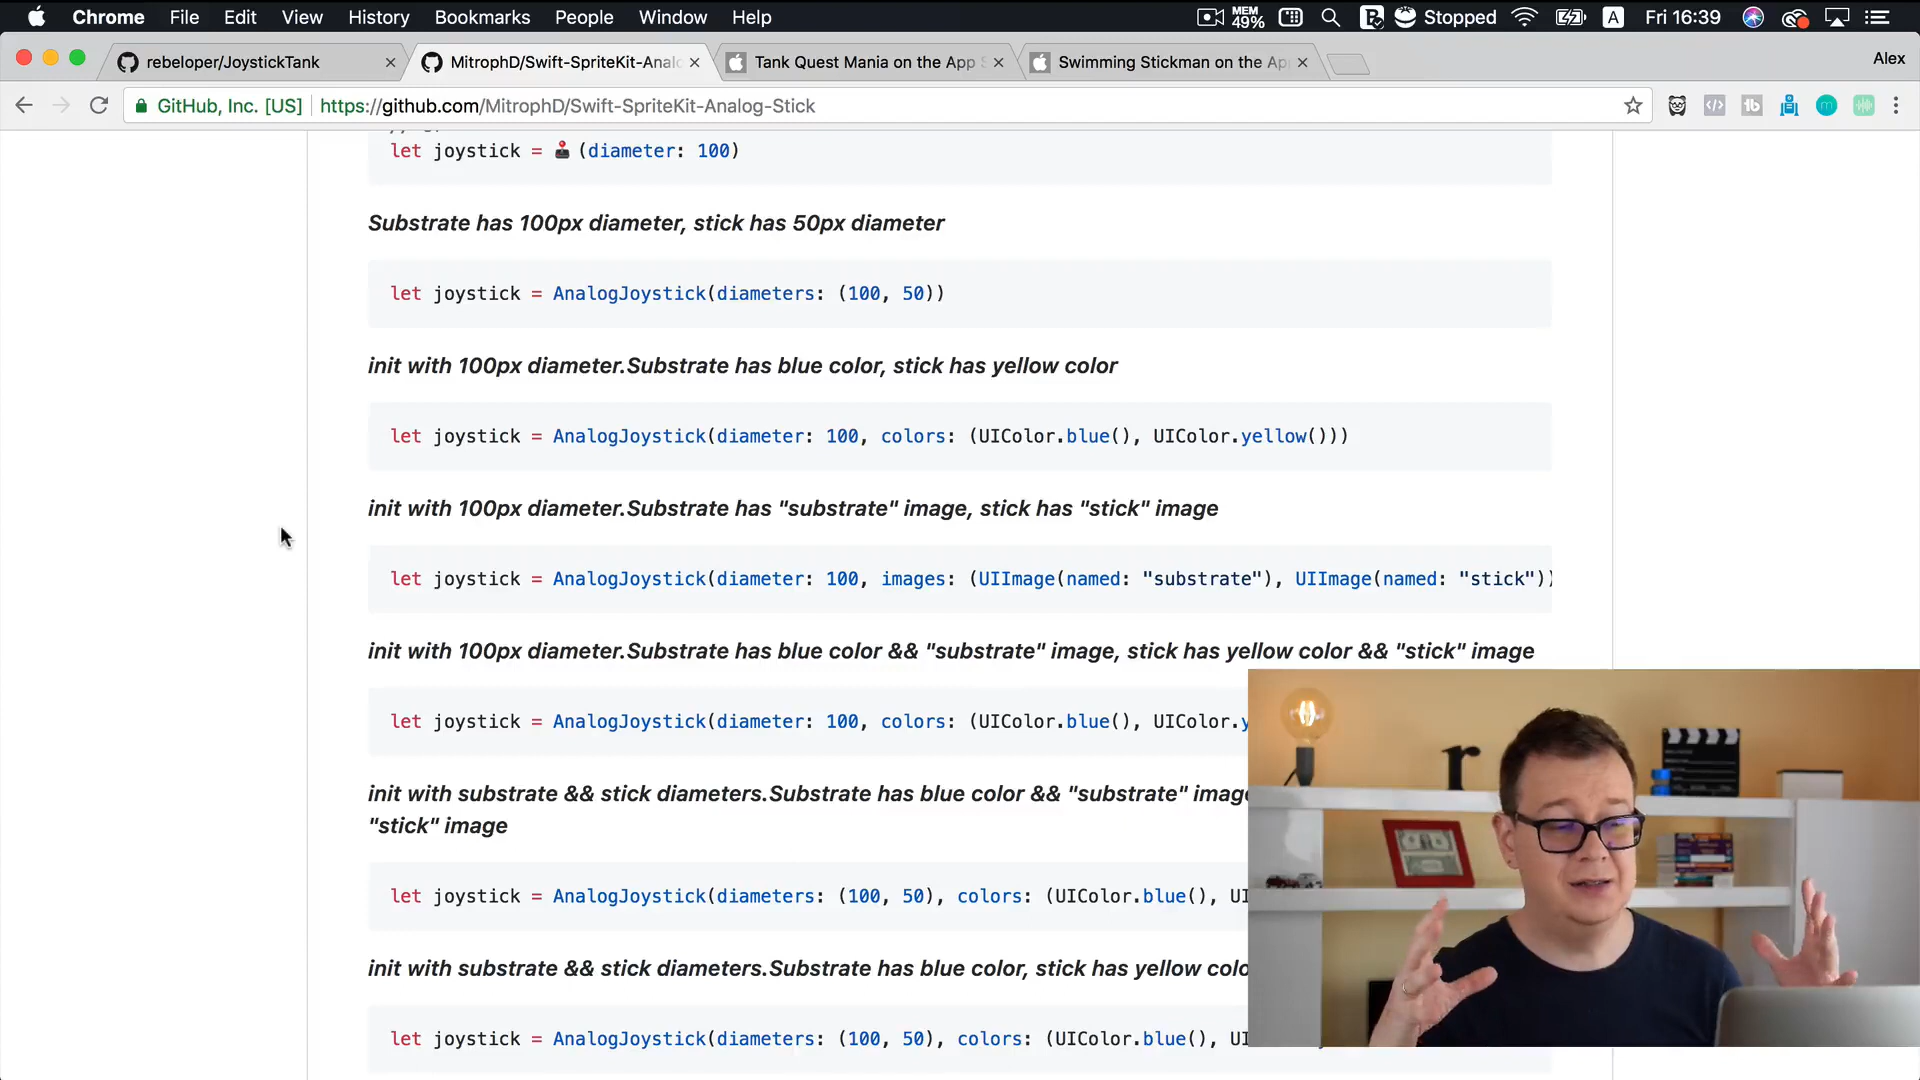 Chrome File Edit View History Bookmarks People Window Help MEM 49% Stopped A Fri 16:39
rebeloper/JoystickTank MitrophD/Swift-SpriteKit-Analo Tank Quest Mania on the App S Swimming Stickman on the Ap Alex
GitHub, Inc. [US] https://github.com/MitrophD/Swift-SpriteKit-Analog-Stick
let joystick = 🕹 (diameter: 100)
Substrate has 100px diameter, stick has 50px diameter
let joystick = AnalogJoystick(diameters: (100, 50))
init with 100px diameter.Substrate has blue color, stick has yellow color
let joystick = AnalogJoystick(diameter: 100, colors: (UIColor.blue(), UIColor.yellow()))
init with 100px diameter.Substrate has "substrate" image, stick has "stick" image
let joystick = AnalogJoystick(diameter: 100, images: (UIImage(named: "substrate"), UIImage(named: "stick"))
init with 100px diameter.Substrate has blue color && "substrate" image, stick has yellow color && "stick" image
let joystick = AnalogJoystick(diameter: 100, colors: (UIColor.blue(), UIColor.y
init with substrate && stick diameters.Substrate has blue color && "substrate" imag
"stick" image
let joystick = AnalogJoystick(diameters: (100, 50), colors: (UIColor.blue(), UI
init with substrate && stick diameters.Substrate has blue color, stick has yellow colo
let joystick = AnalogJoystick(diameters: (100, 50), colors: (UIColor.blue(), UI